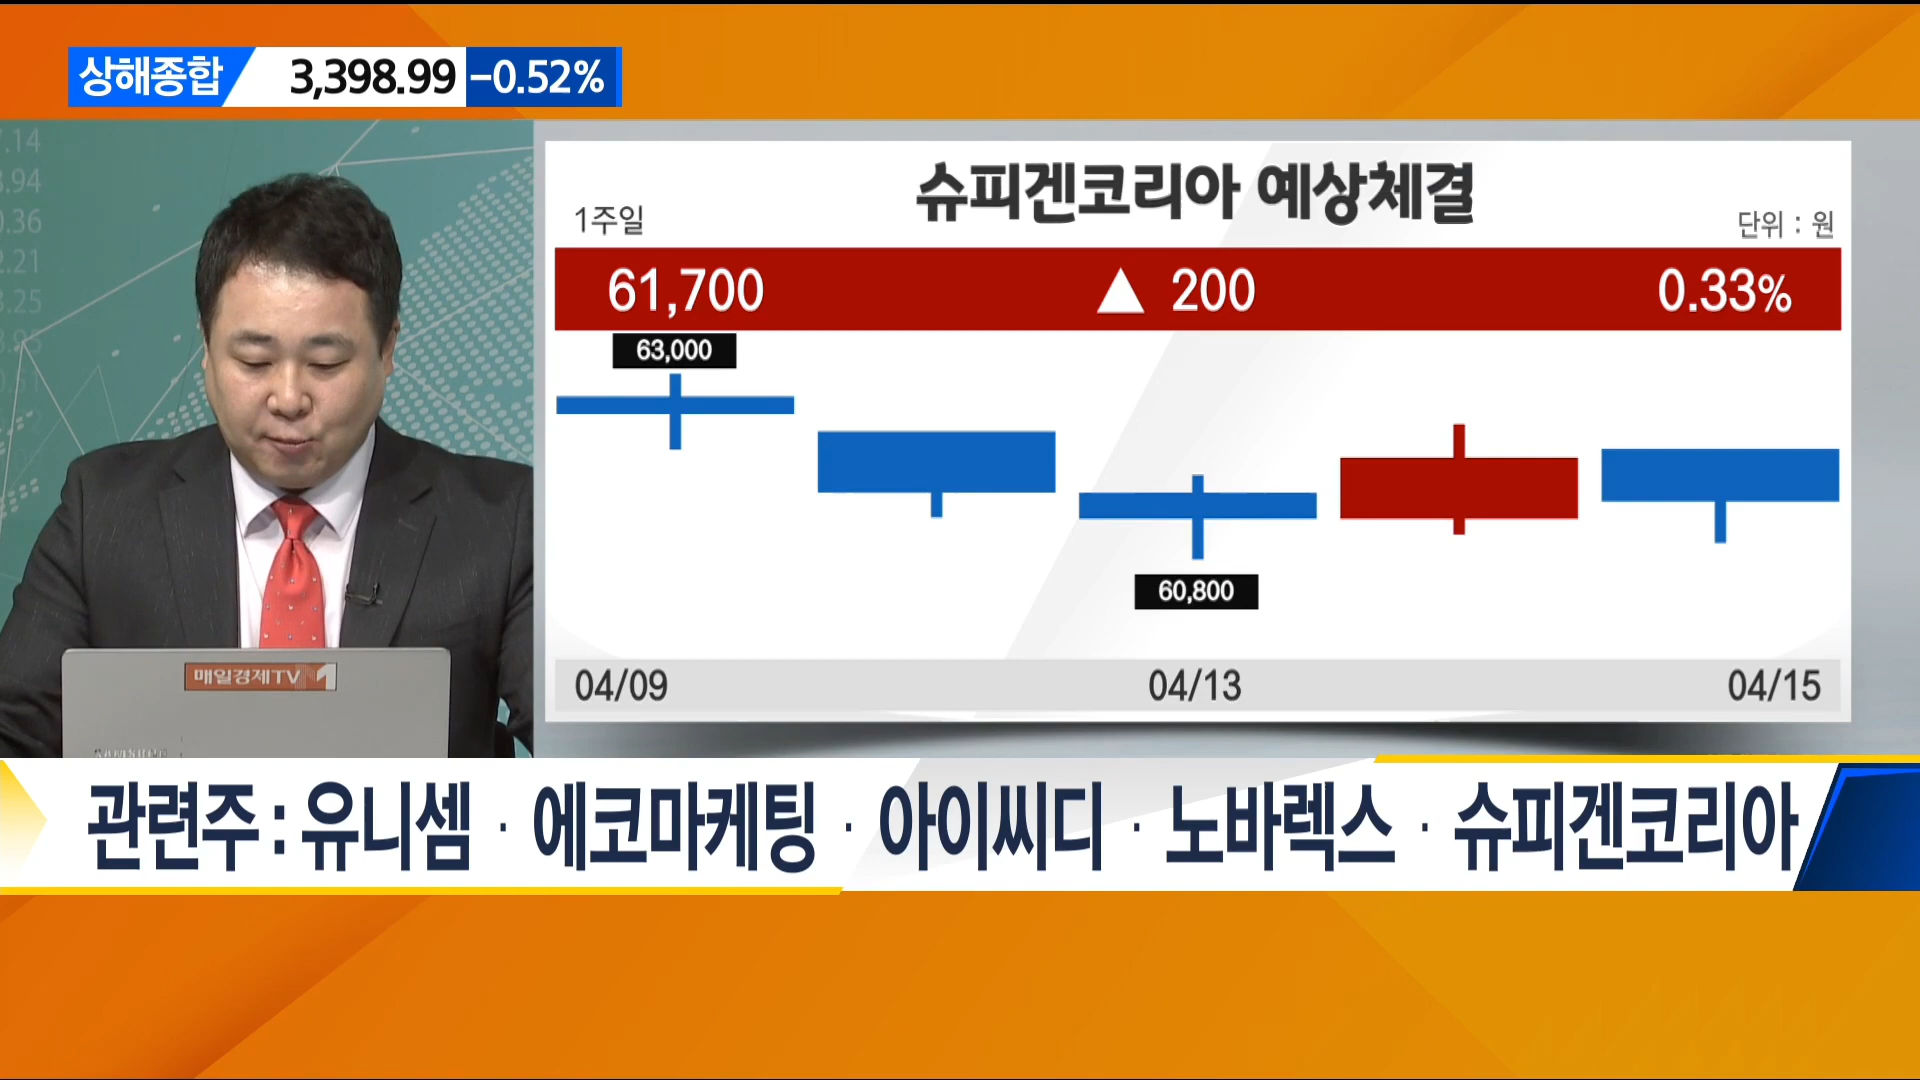 상해종합 3,398.99 -0.52%
슈피겐코리아 예상체결
1주일
단위 : 원
61,700 ▲ 200 0.33%
63,000
60,800
04/09 04/13 04/15
매일경제TV
관련주 : 유니셈 · 에코마케팅 · 아이씨디 · 노바렉스 · 슈피겐코리아